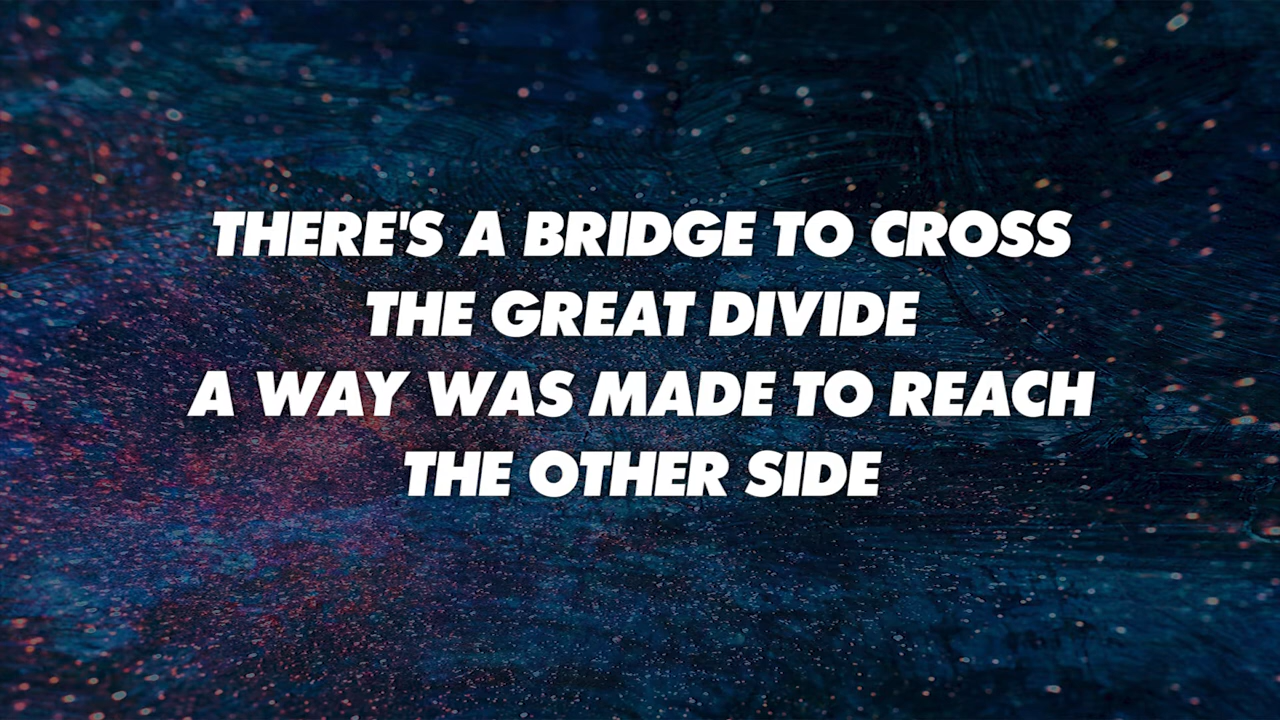 THERE'S A BRIDGE TO CROSS
THE GREAT DIVIDE
A WAY WAS MADE TO REACH
THE OTHER SIDE